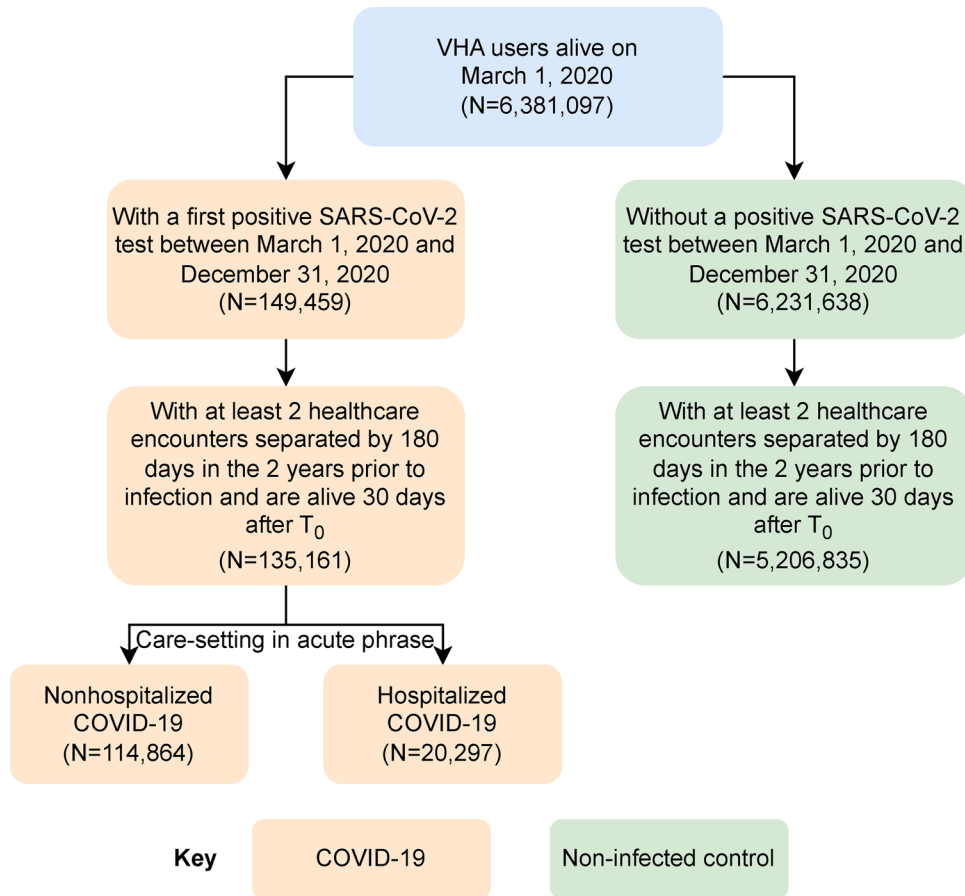 VHA users alive on
March 1, 2020
(N=6,381,097)
With a first positive SARS-CoV-2
test between March 1, 2020 and
December 31, 2020
(N=149,459)
Without a positive SARS-CoV-2
test between March 1, 2020 and
December 31, 2020
(N=6,231,638)
With at least 2 healthcare
encounters separated by 180
days in the 2 years prior to
infection and are alive 30 days
after T0
(N=135,161)
With at least 2 healthcare
encounters separated by 180
days in the 2 years prior to
infection and are alive 30 days
after T0
(N=5,206,835)
Care-setting in acute phrase
Nonhospitalized
COVID-19
(N=114,864)
Hospitalized
COVID-19
(N=20,297)
Key
COVID-19
Non-infected control